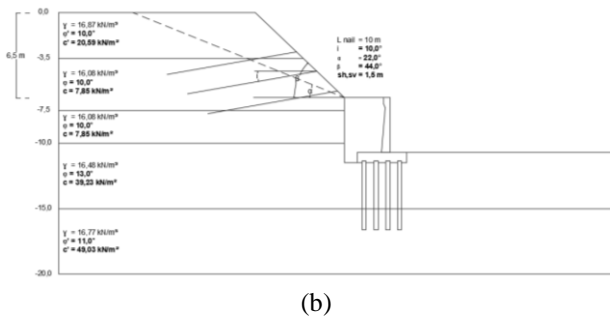 0,0
γ = 16,87 kN/m³
φ' = 10,0°
c' = 20,59 kN/m²
6,5 m
L nail = 10 m
i = 10,0°
- 22,0°
= 44,0°
sh,sv = 1,5 m
-3,5
γ = 16,08 kN/m³
φ = 10,0°
c = 7,85 kN/m²
-7,5
γ = 16,08 kN/m³
φ = 10,0°
c = 7,85 kN/m²
-10,0
γ = 16,48 kN/m³
φ = 13,0°
c = 39,23 kN/m²
-15,0
γ = 16,77 kN/m³
φ' = 11,0°
c' = 49,03 kN/m²
-20,0
(b)